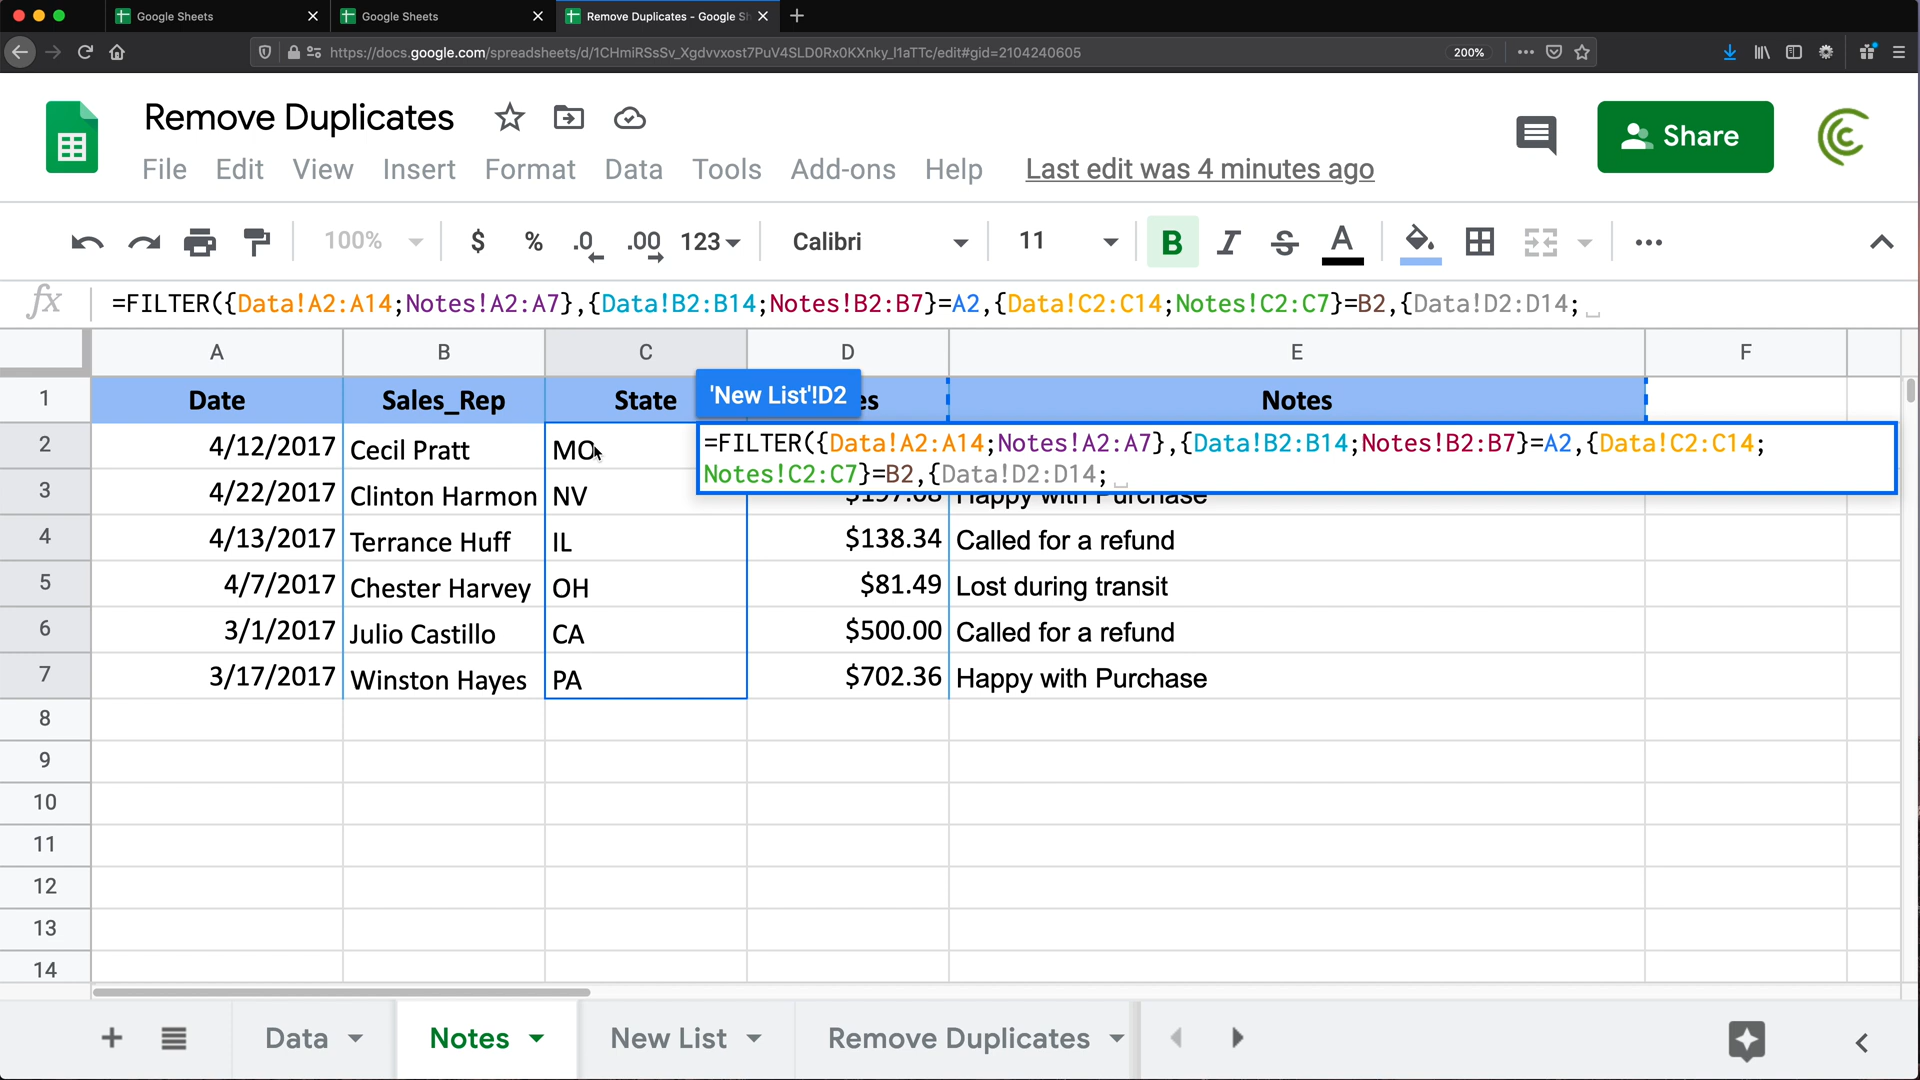 Google Sheets
Google Sheets
Remove Duplicates - Google Sh
https://docs.google.com/spreadsheets/d/1CHmiRSsSv_Xgdvvxost7PuV4SLD0Rx0KXnky_l1aTTc/edit#gid=2104240605
200%
Remove Duplicates
Share
File Edit View Insert Format Data Tools Add-ons Help Last edit was 4 minutes ago
100% $ % .0 .00 123 Calibri 11 B I S A
fx =FILTER({Data!A2:A14;Notes!A2:A7},{Data!B2:B14;Notes!B2:B7}=A2,{Data!C2:C14;Notes!C2:C7}=B2,{Data!D2:D14;
A B C D E F
1 Date Sales_Rep State es Notes
'New List'!D2
2 4/12/2017 Cecil Pratt MO
=FILTER({Data!A2:A14;Notes!A2:A7},{Data!B2:B14;Notes!B2:B7}=A2,{Data!C2:C14;
Notes!C2:C7}=B2,{Data!D2:D14;
3 4/22/2017 Clinton Harmon NV $197.08 Happy with Purchase
4 4/13/2017 Terrance Huff IL $138.34 Called for a refund
5 4/7/2017 Chester Harvey OH $81.49 Lost during transit
6 3/1/2017 Julio Castillo CA $500.00 Called for a refund
7 3/17/2017 Winston Hayes PA $702.36 Happy with Purchase
8
9
10
11
12
13
14
Data Notes New List Remove Duplicates